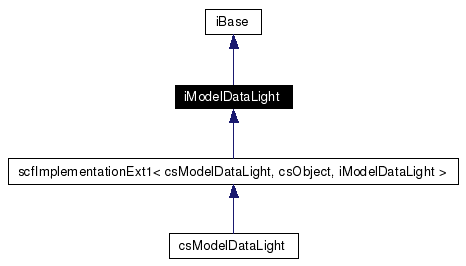 iBase
iModelDataLight
scfImplementationExt1< csModelDataLight, csObject, iModelDataLight >
csModelDataLight